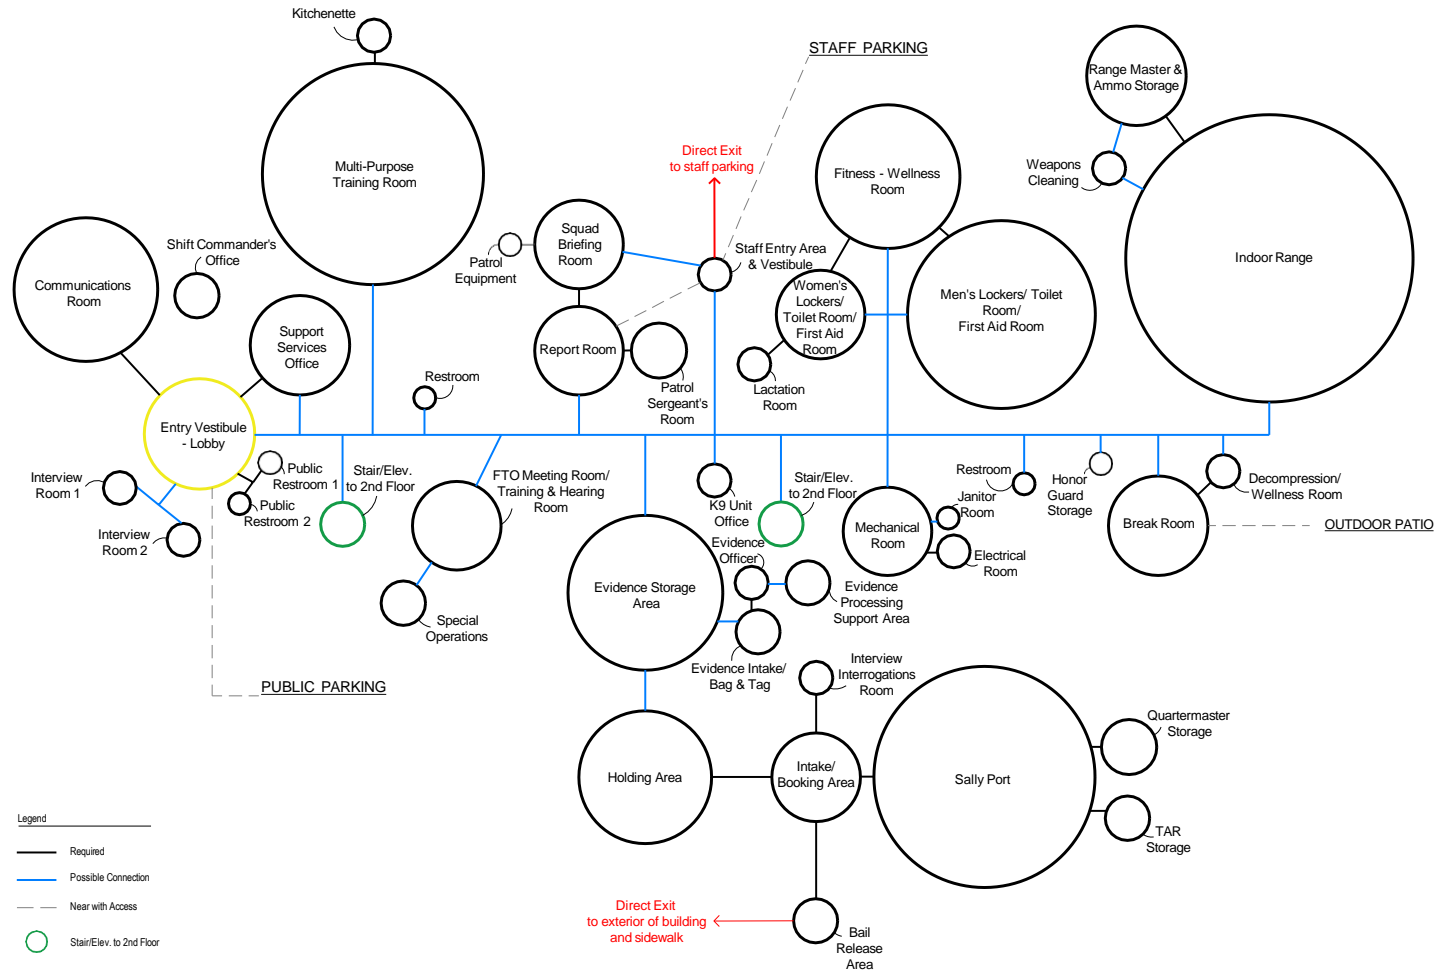 Kitchenette
STAFF PARKING
Range Master &
Ammo Storage
Multi-Purpose
Training Room
Direct Exit
to staff parking
Fitness - Wellness
Room
Weapons
Cleaning
Shift Commander's
Office
Squad
Briefing
Room
Patrol
Equipment
Staff Entry Area
& Vestibule
Indoor Range
Communications
Room
Women's
Lockers/
Toilet Room/
First Aid
Room
Men's Lockers/ Toilet
Room/
First Aid Room
Support
Services
Office
Report Room
Restroom
Patrol
Sergeant's
Room
Lactation
Room
Entry Vestibule
- Lobby
Interview
Room 1
Public
Restroom 1
Public
Restroom 2
Interview
Room 2
Stair/Elev.
to 2nd Floor
FTO Meeting Room/
Training & Hearing
Room
K9 Unit
Office
Stair/Elev.
to 2nd Floor
Mechanical
Room
Restroom
Janitor
Room
Electrical
Room
Honor
Guard
Storage
Break Room
Decompression/
Wellness Room
OUTDOOR PATIO
Special
Operations
Evidence Storage
Area
Evidence
Officer
Evidence
Processing
Support Area
Evidence Intake/
Bag & Tag
PUBLIC PARKING
Interview
Interrogations
Room
Holding Area
Intake/
Booking Area
Sally Port
Quartermaster
Storage
TAR
Storage
Direct Exit
to exterior of building
and sidewalk
Bail
Release
Area
Legend
Required
Possible Connection
Near with Access
Stair/Elev. to 2nd Floor